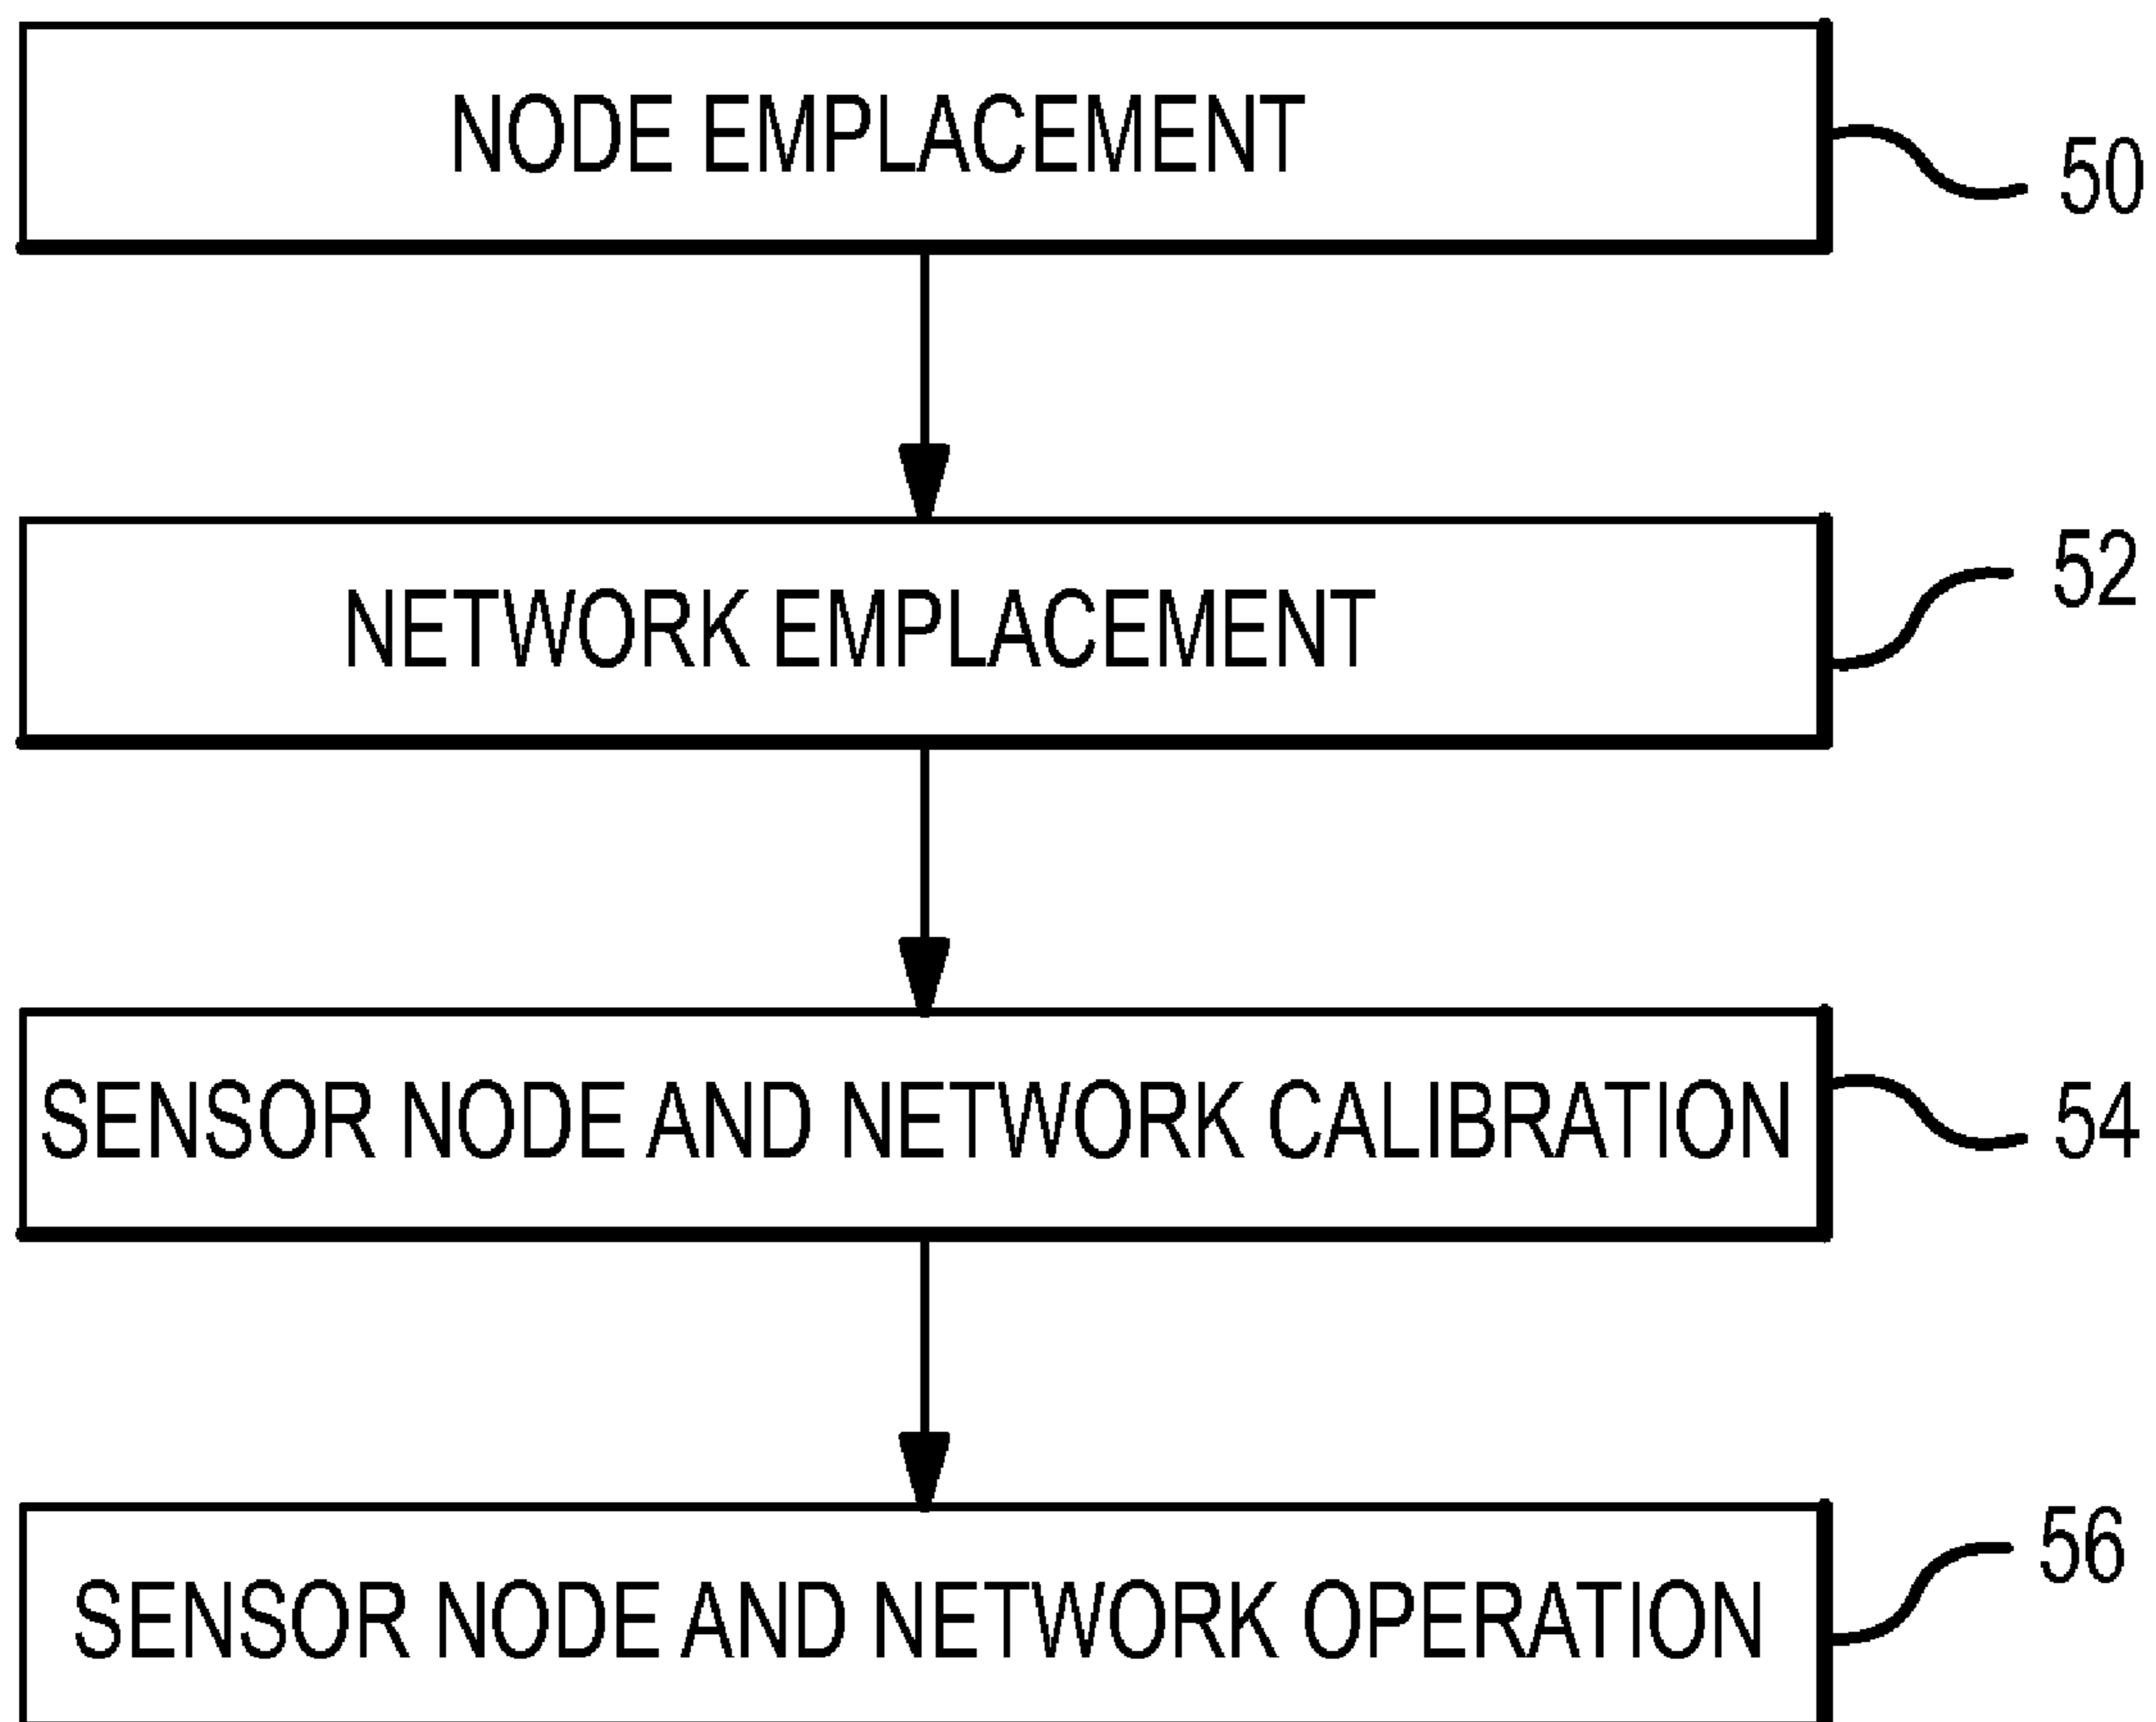 NODE EMPLACEMENT
50
NETWORK EMPLACEMENT
52
SENSOR NODE AND NETWORK CALIBRATION
54
SENSOR NODE AND NETWORK OPERATION
56